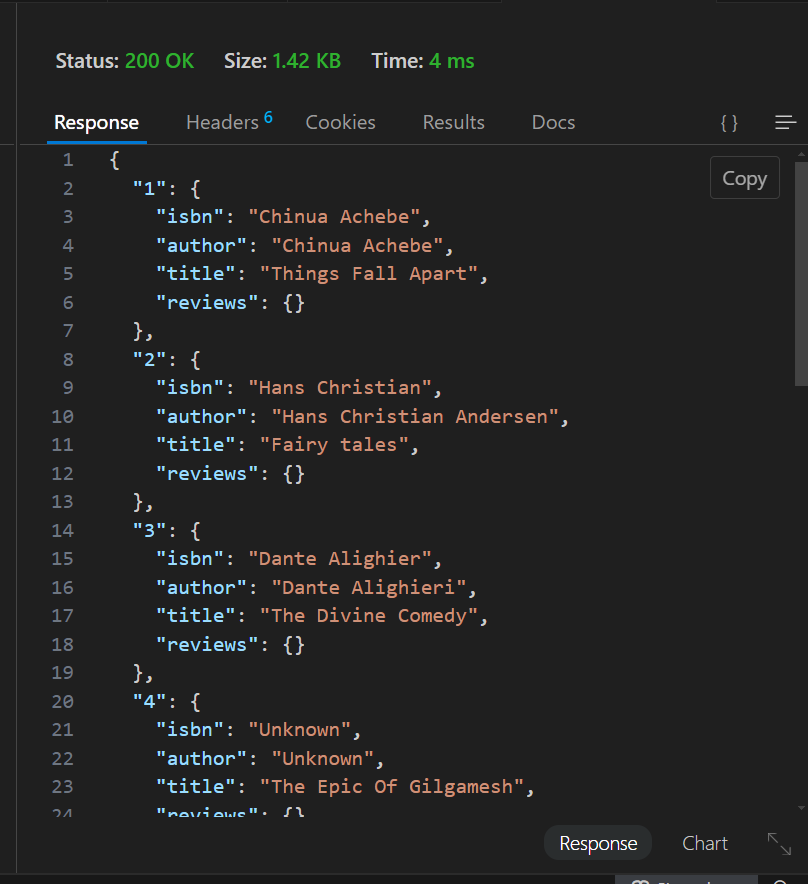 Status: 200 OK Size: 1.42 KB Time: 4 ms
Response Headers 6 Cookies Results Docs { }
Copy
1 {
2 "1": {
3 "isbn": "Chinua Achebe",
4 "author": "Chinua Achebe",
5 "title": "Things Fall Apart",
6 "reviews": {}
7 },
8 "2": {
9 "isbn": "Hans Christian",
10 "author": "Hans Christian Andersen",
11 "title": "Fairy tales",
12 "reviews": {}
13 },
14 "3": {
15 "isbn": "Dante Alighier",
16 "author": "Dante Alighieri",
17 "title": "The Divine Comedy",
18 "reviews": {}
19 },
20 "4": {
21 "isbn": "Unknown",
22 "author": "Unknown",
23 "title": "The Epic Of Gilgamesh",
24 "reviews": {}
Response Chart